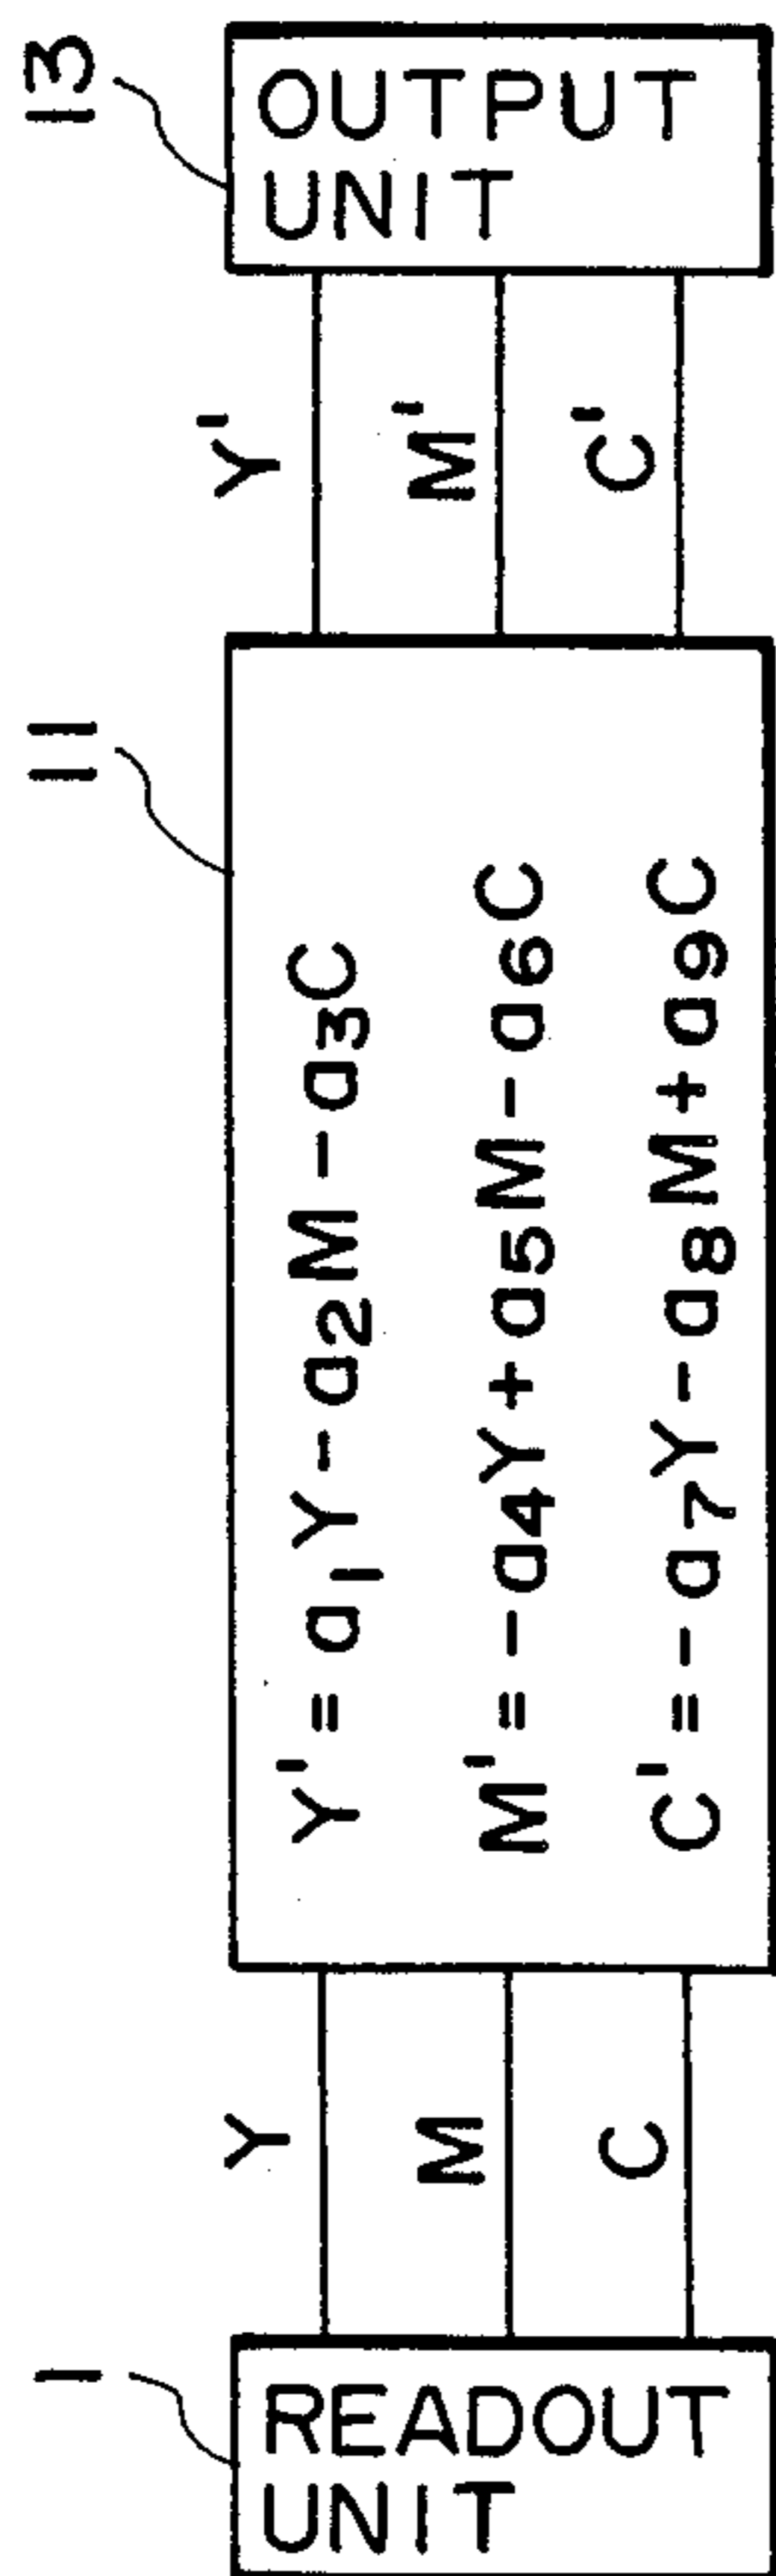 1
READOUT
UNIT
Y
M
C
11
Y' = a₁Y - a₂M - a₃C
M' = -a₄Y + a₅M - a₆C
C' = -a₇Y - a₈M + a₉C
Y'
M'
C'
13
OUTPUT
UNIT